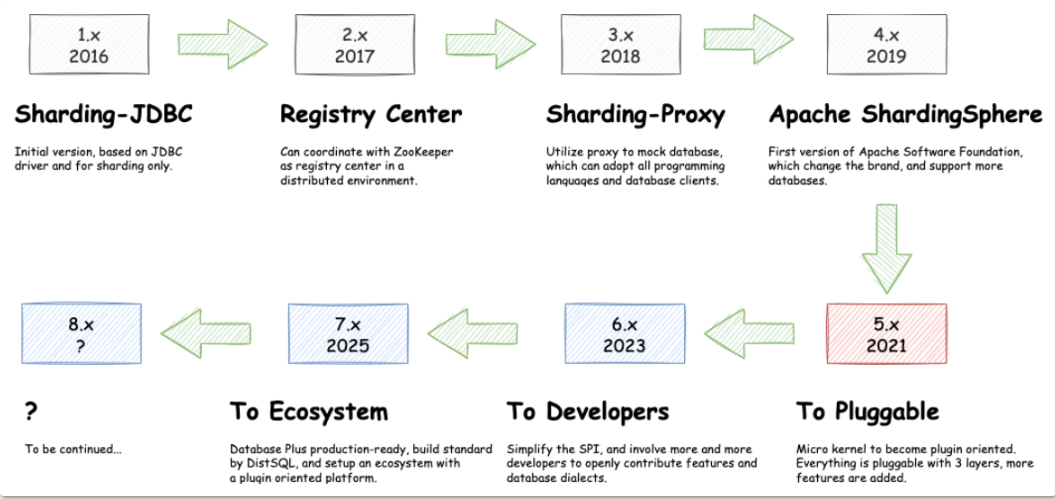 1.x
2016
2.x
2017
3.x
2018
4.x
2019
Sharding-JDBC
Initial version, based on JDBC
driver and for sharding only.
Registry Center
Can coordinate with ZooKeeper
as registry center in a
distributed environment.
Sharding-Proxy
Utilize proxy to mock database,
which can adopt all programming
languages and database clients.
Apache ShardingSphere
First version of Apache Software Foundation,
which change the brand, and support more
databases.
5.x
2021
6.x
2023
7.x
2025
8.x
?
To Pluggable
Micro kernel to become plugin oriented.
Everything is pluggable with 3 layers, more
features are added.
To Developers
Simplify the SPI, and involve more and more
developers to openly contribute features and
database dialects.
To Ecosystem
Database Plus production-ready, build standard
by DistSQL, and setup an ecosystem with
a plugin oriented platform.
?
To be continued...